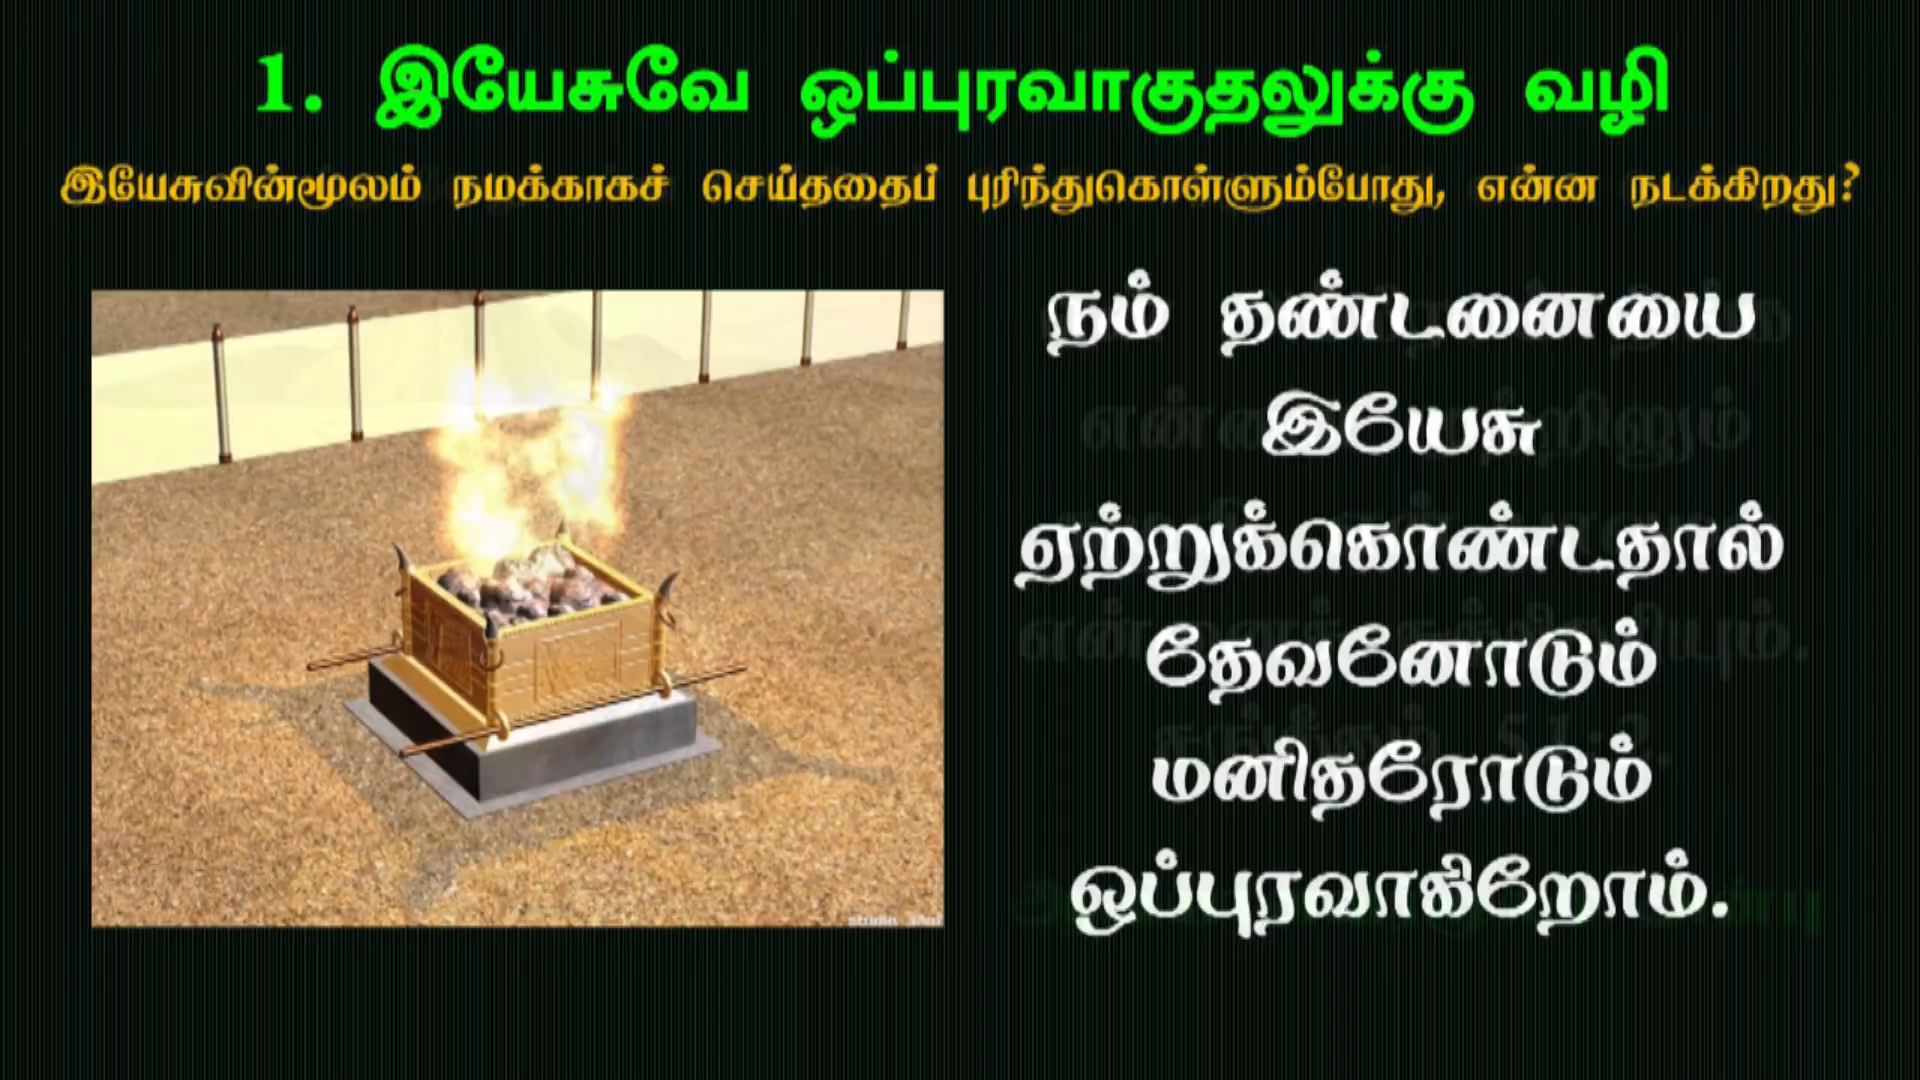 1. இயேசுவே ஒப்புரவாகுதலுக்கு வழி
இயேசுவின்மூலம் நமக்காகச் செய்ததைப் புரிந்துகொள்ளும்போது, என்ன நடக்கிறது?
நம் தண்டனையை
இயேசு
ஏற்றுக்கொண்டதால்
தேவனோடும்
மனிதரோடும்
ஒப்புரவாகிறோம்.